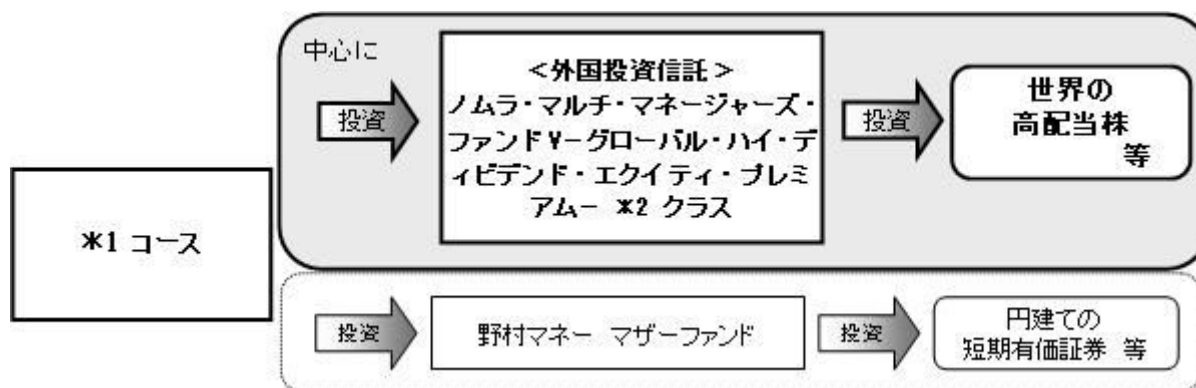 中心に
投資
＜外国投資信託＞
ノムラ・マルチ・マネージャーズ・
ファンドⅤ－グローバル・ハイ・デ
ィビデンド・エクイティ・プレミ
アム－ *2 クラス
投資
世界の
高配当株
等
*1 コース
投資
野村マネー マザーファンド
投資
円建ての
短期有価証券 等